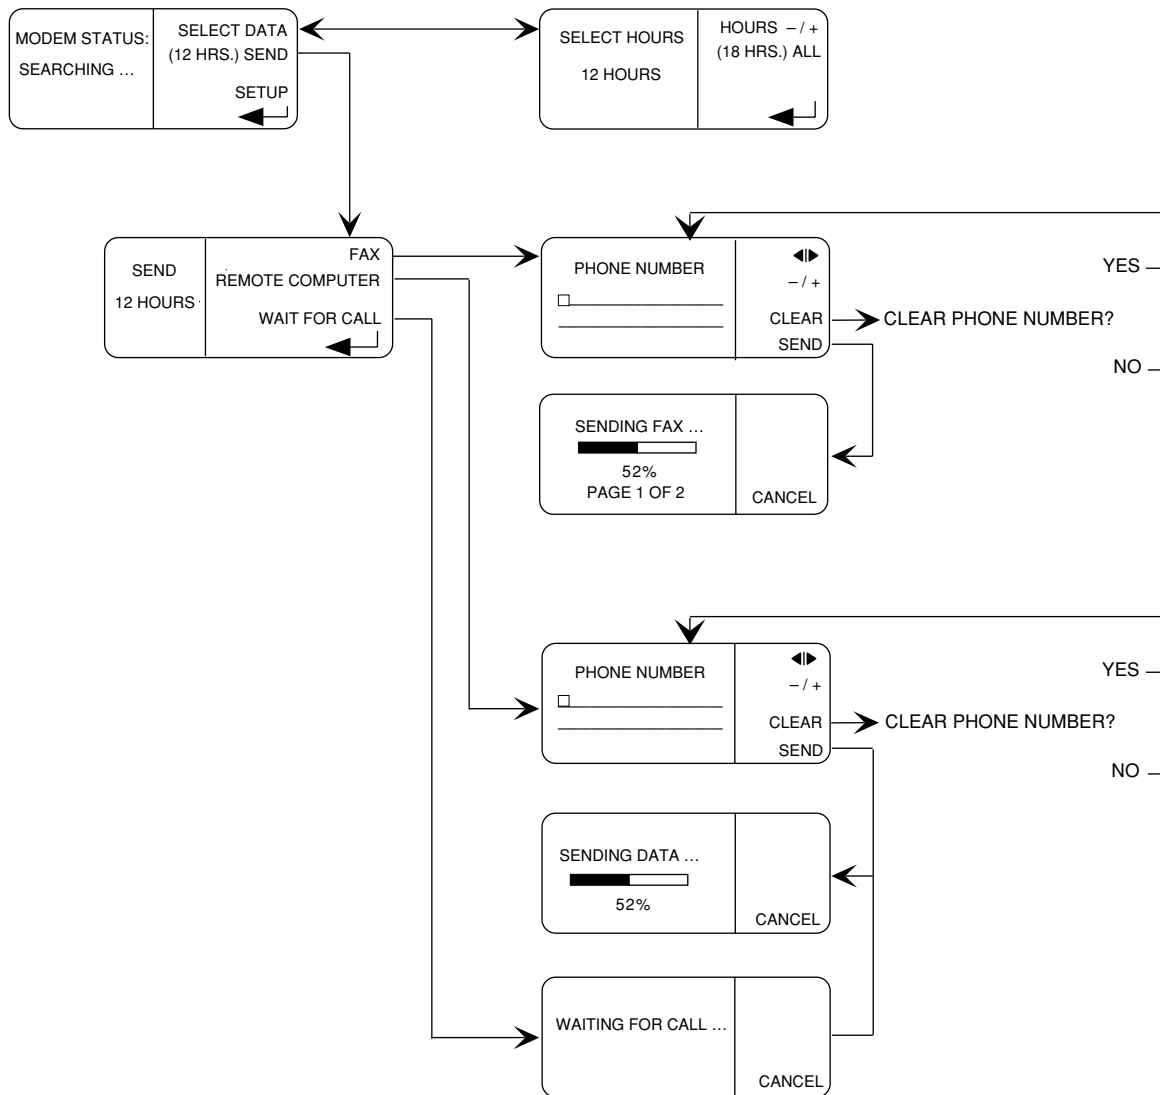 MODEM STATUS:
SEARCHING ...
SELECT DATA
(12 HRS.) SEND
SETUP
SELECT HOURS
12 HOURS
HOURS – / +
(18 HRS.) ALL
SEND
12 HOURS
FAX
REMOTE COMPUTER
WAIT FOR CALL
PHONE NUMBER
– / +
CLEAR
SEND
CLEAR PHONE NUMBER?
YES
NO
SENDING FAX ...
52%
PAGE 1 OF 2
CANCEL
PHONE NUMBER
– / +
CLEAR
SEND
CLEAR PHONE NUMBER?
YES
NO
SENDING DATA ...
52%
CANCEL
WAITING FOR CALL ...
CANCEL